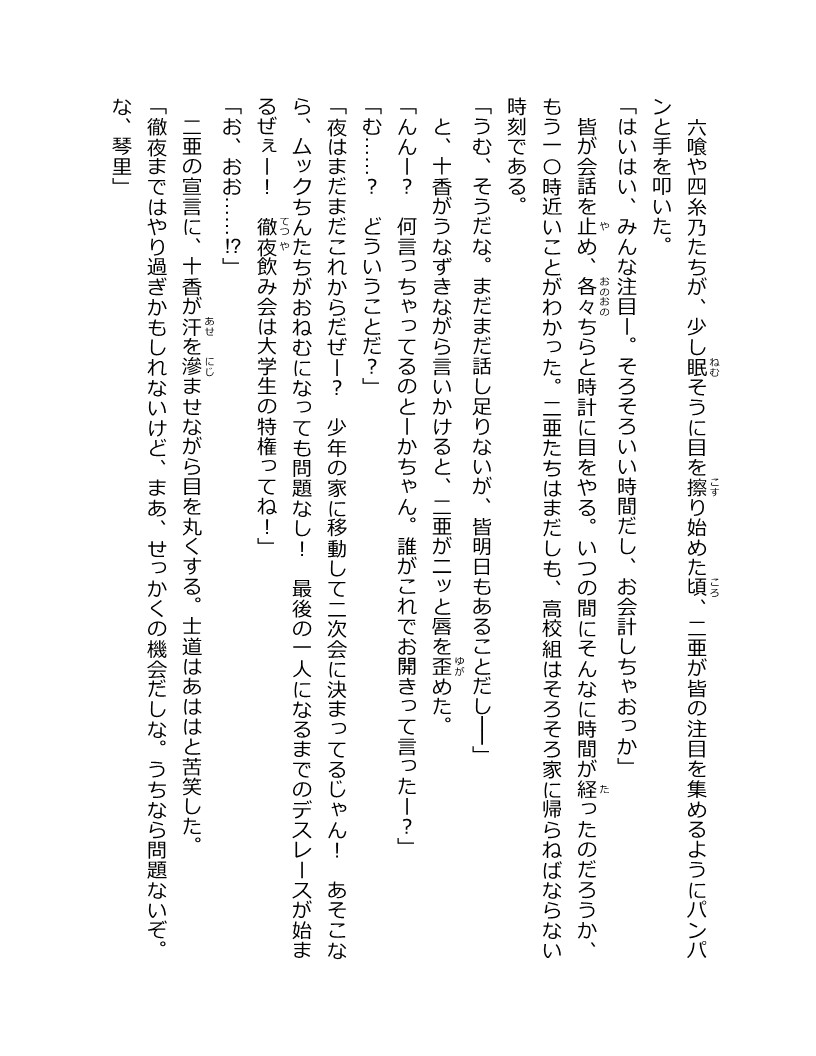 六喰や四糸乃たちが、少し眠そうに目を擦り始めた頃、二亜が皆の注目を集めるようにパンパ
ンと手を叩いた。
「はいはい、みんな注目ー。そろそろいい時間だし、お会計しちゃおっか」
　皆が会話を止め、各々ちらと時計に目をやる。いつの間にそんなに時間が経ったのだろうか、
もう一〇時近いことがわかった。二亜たちはまだしも、高校組はそろそろ家に帰らねばならない
時刻である。
「うむ、そうだな。まだまだ話し足りないが、皆明日もあることだし――」
　と、十香がうなずきながら言いかけると、二亜がニッと唇を歪めた。
「んんー？　何言っちゃってるのとーかちゃん。誰がこれでお開きって言ったー？」
「む……？　どういうことだ？」
「夜はまだまだこれからだぜー？　少年の家に移動して二次会に決まってるじゃん！　あそこな
ら、ムックちんたちがおねむになっても問題なし！　最後の一人になるまでのデスレースが始ま
るぜぇー！　徹夜飲み会は大学生の特権ってね！」
「お、おお……⁉」
　二亜の宣言に、十香が汗を滲ませながら目を丸くする。士道はあははと苦笑した。
「徹夜まではやり過ぎかもしれないけど、まあ、せっかくの機会だしな。うちなら問題ないぞ。
な、琴里」